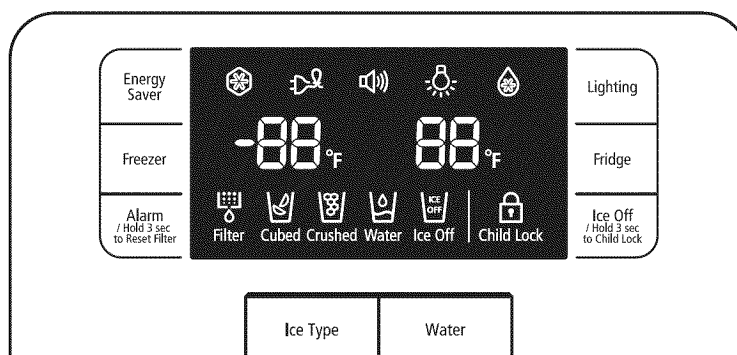 Energy
Saver
Lighting
-88 °F
88 °F
Freezer
Fridge
Alarm
/ Hold 3 sec
to Reset Filter
ICE
OFF
Filter
Cubed
Crushed
Water
Ice Off
Child Lock
Ice Off
/ Hold 3 sec
to Child Lock
Ice Type
Water